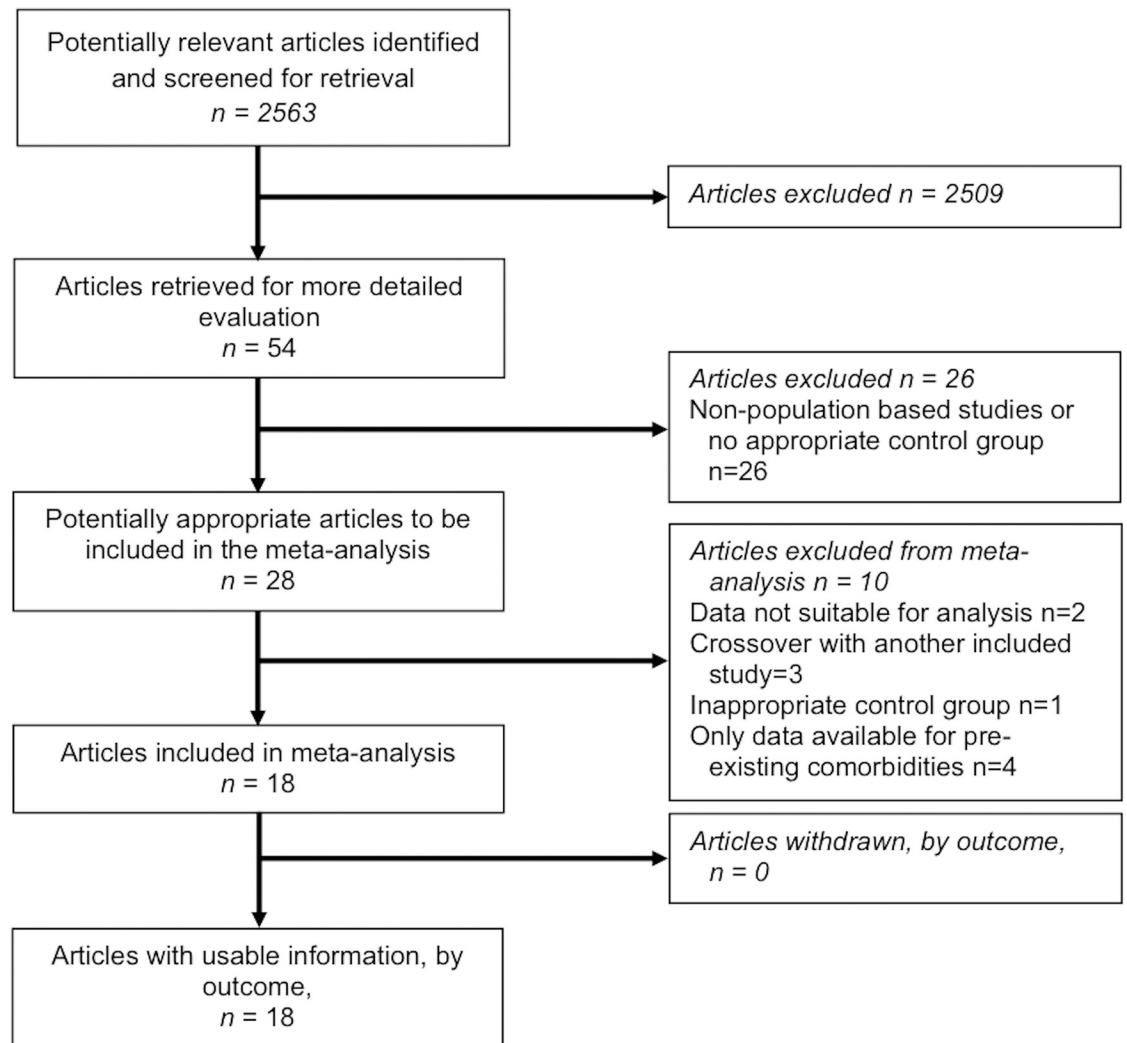 Potentially relevant articles identified
and screened for retrieval
n = 2563
Articles excluded n = 2509
Articles retrieved for more detailed
evaluation
n = 54
Articles excluded n = 26
Non-population based studies or
no appropriate control group
n=26
Potentially appropriate articles to be
included in the meta-analysis
n = 28
Articles excluded from meta-
analysis n = 10
Data not suitable for analysis n=2
Crossover with another included
study=3
Inappropriate control group n=1
Only data available for pre-
existing comorbidities n=4
Articles included in meta-analysis
n = 18
Articles withdrawn, by outcome,
n = 0
Articles with usable information, by
outcome,
n = 18